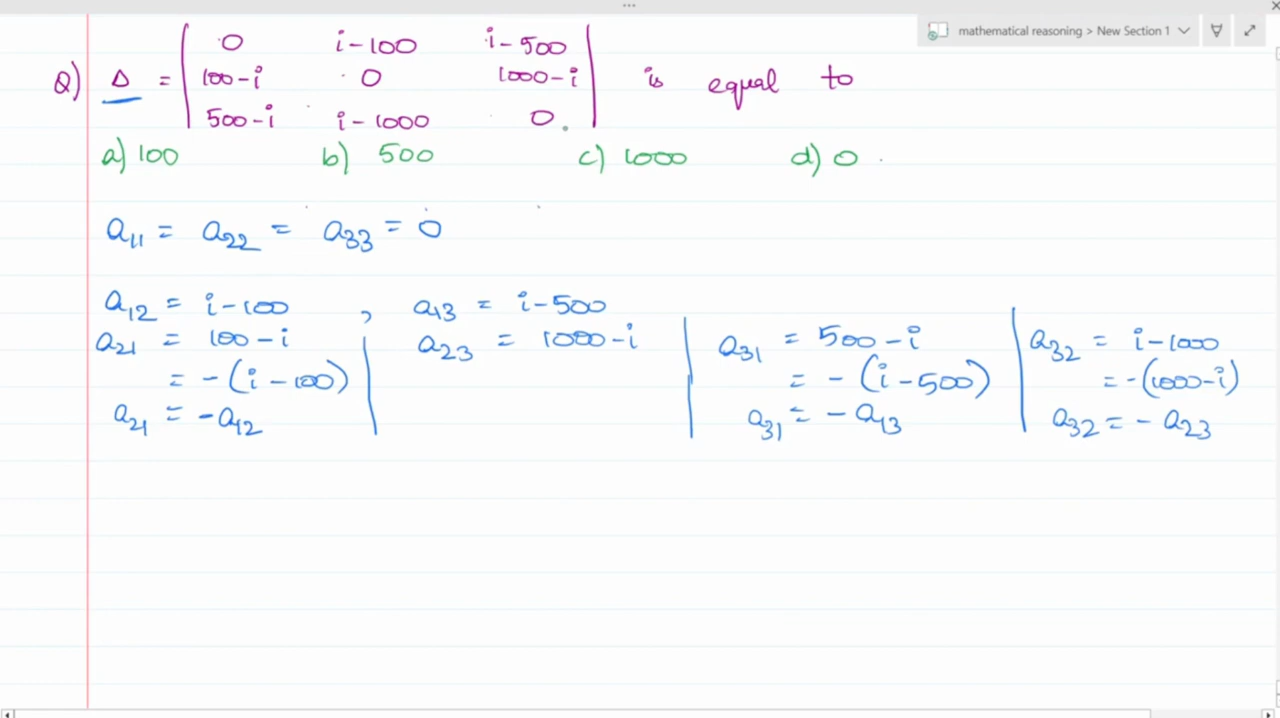 mathematical reasoning > New Section 1
Q) Δ = | 0 i-100 i-500 |
| 100-i 0 1000-i | is equal to
| 500-i i-1000 0 |
a) 100 b) 500 c) 1000 d) 0
a₁₁ = a₂₂ = a₃₃ = 0
a₁₂ = i-100 , a₁₃ = i-500
a₂₁ = 100-i | a₂₃ = 1000-i | a₃₁ = 500-i | a₃₂ = i-1000
= -(i-100) = -(i-500) = -(1000-i)
a₂₁ = -a₁₂ a₃₁ = -a₁₃ a₃₂ = -a₂₃